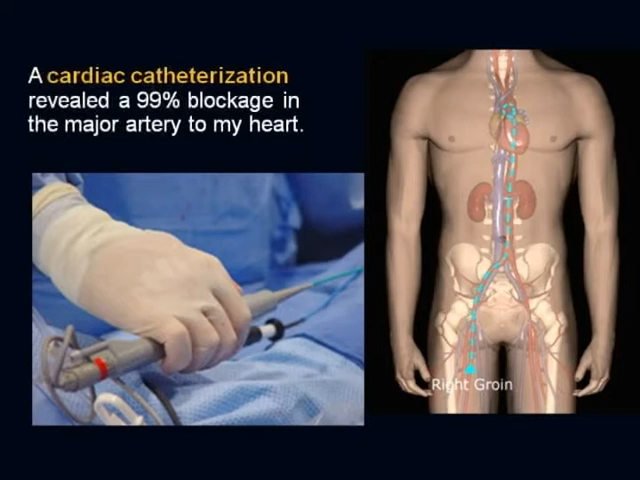 A cardiac catheterization
revealed a 99% blockage in
the major artery to my heart.
Right Groin